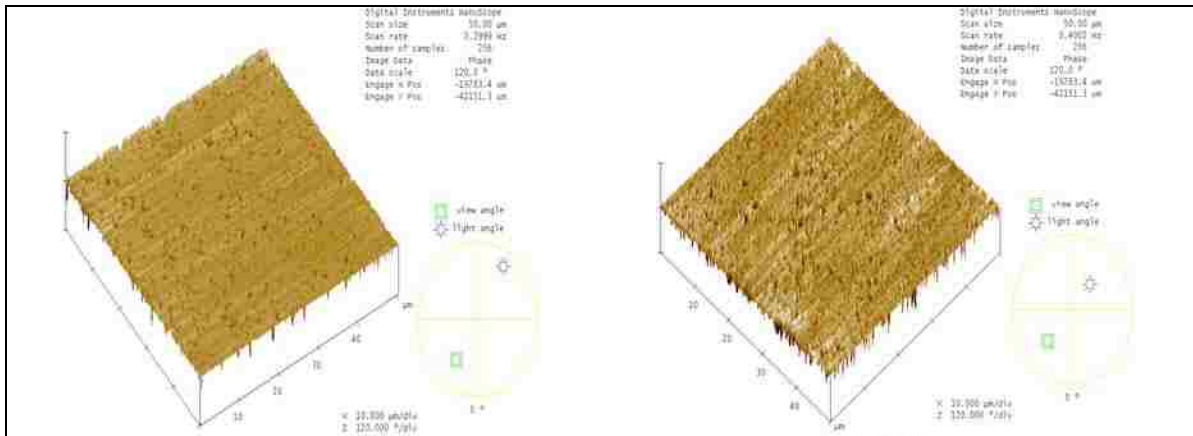 Digital Instruments NanoScope
Scan size 50.00 µm
Scan rate 0.3999 Hz
Number of samples 256
Image Data Phase
Data scale 120.0 º
Engage X Pos -19783.4 um
Engage Y Pos -42151.3 um
view angle
light angle
µm
40
30
20
10
X 10.000 µm/div
Z 120.000 º/div
0 º
Digital Instruments NanoScope
Scan size 50.00 µm
Scan rate 0.4002 Hz
Number of samples 256
Image Data Phase
Data scale 120.0 º
Engage X Pos -19783.4 um
Engage Y Pos -42151.3 um
view angle
light angle
10
20
30
40
µm
X 10.000 µm/div
Z 120.000 º/div
0 º